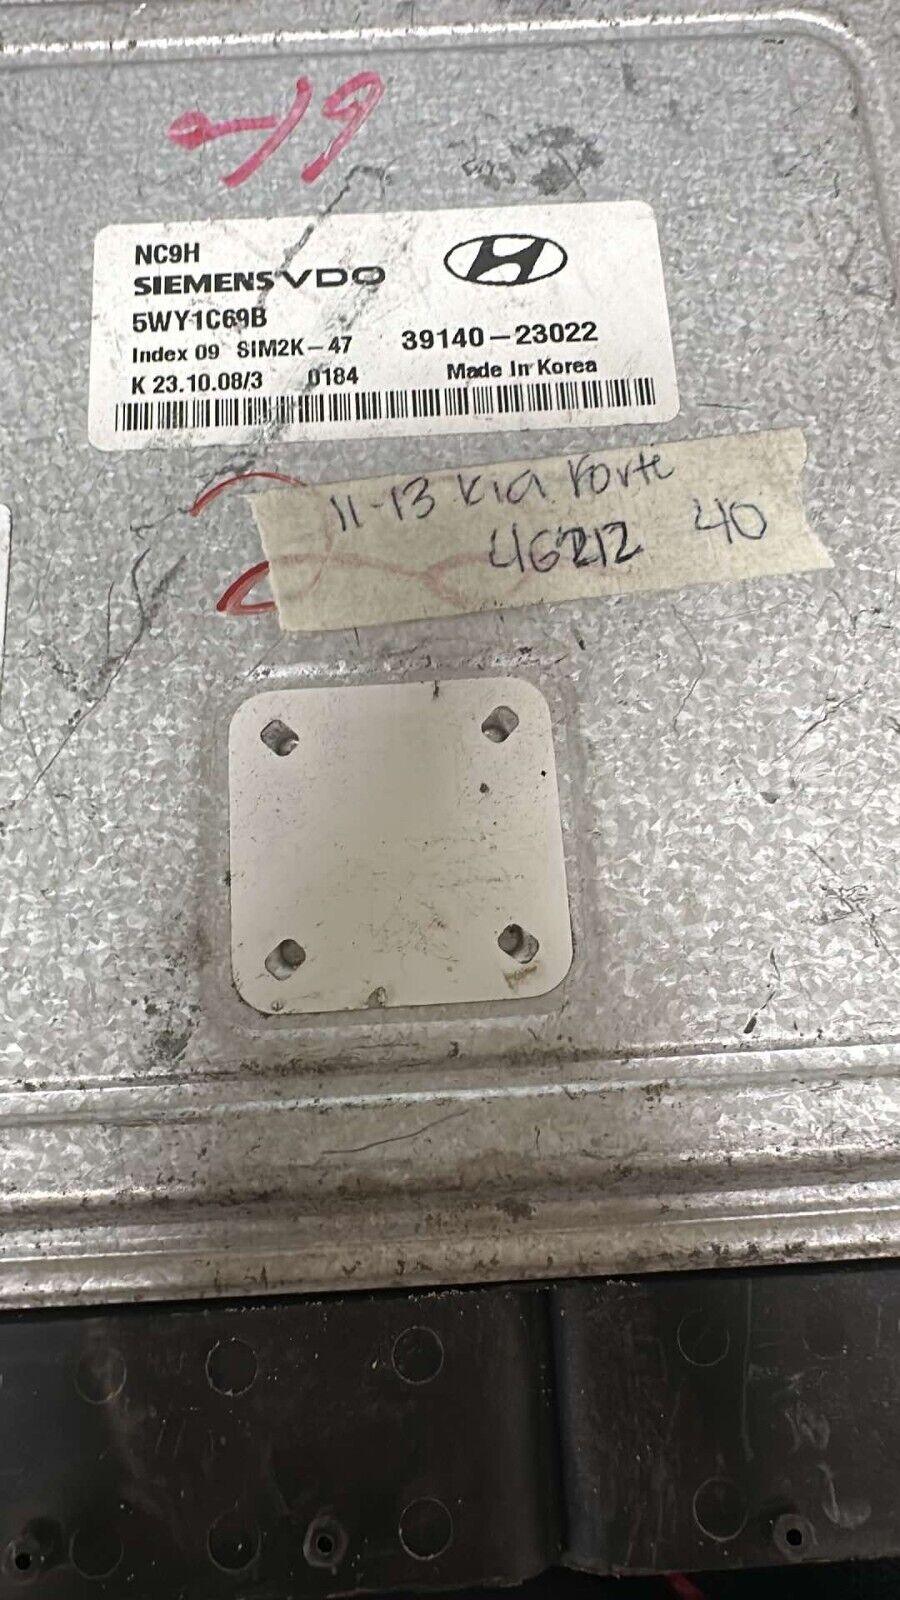 NC9H
SIEMENS VDO
5WY1C69B
Index 09 SIM2K-47 39140-23022
K 23.10.08/3 0184 Made In Korea
11-13 Kia Forte
46212 40